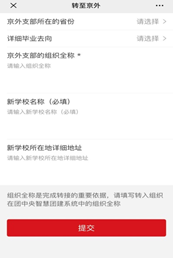 转至京外
京外支部所在的省份 请选择
详细毕业去向 请选择
京外支部的组织全称 *
请输入组织全称
新学校名称（必填）
请输入新学校名称（必填）
新学校所在地详细地址
请输入新学校所在地详细地址
组织全称是完成转接的重要依据，请填写转入组织
在团中央智慧团建系统中的组织全称
提交